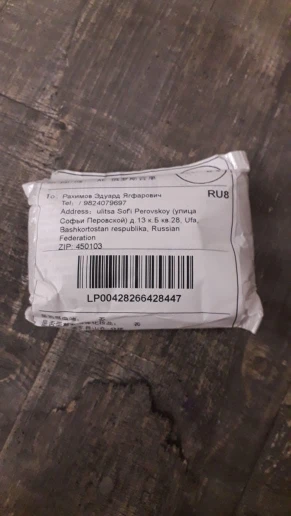 To: Рахимов Эдуард Ягфарович
RU8
Tel: / 9824079697
Address: ulitsa Sofi Perovskoy (улица
Софьи Перовской) д.13 к.Б кв.28, Ufa,
Bashkortostan respublika, Russian
Federation
ZIP: 450103
LP00428266428447